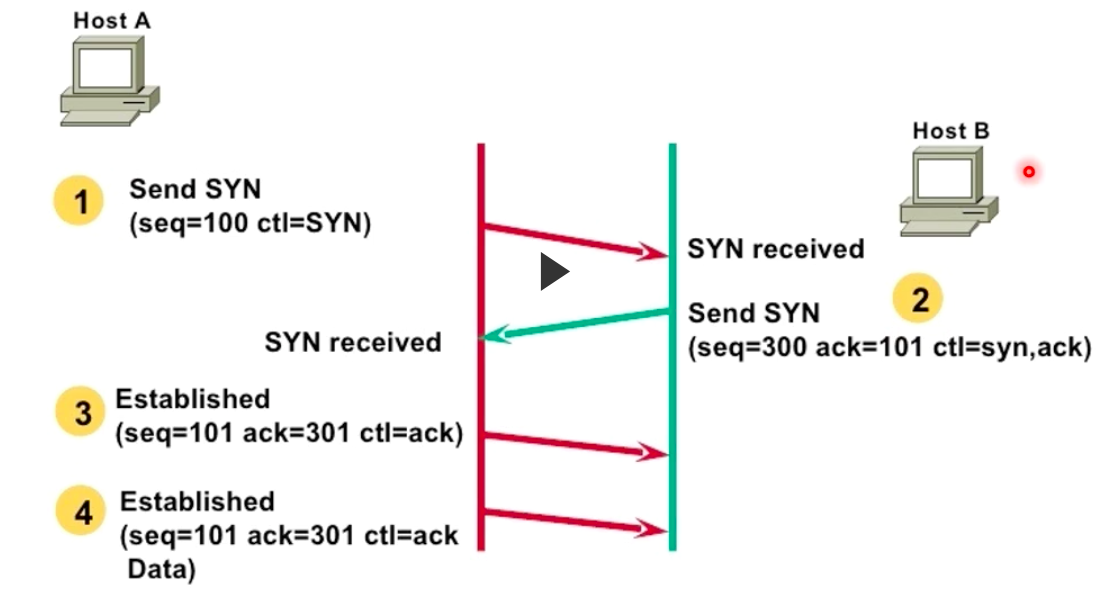 Host A
Host B
1
Send SYN
(seq=100 ctl=SYN)
SYN received
2
Send SYN
(seq=300 ack=101 ctl=syn,ack)
SYN received
3
Established
(seq=101 ack=301 ctl=ack)
4
Established
(seq=101 ack=301 ctl=ack
Data)